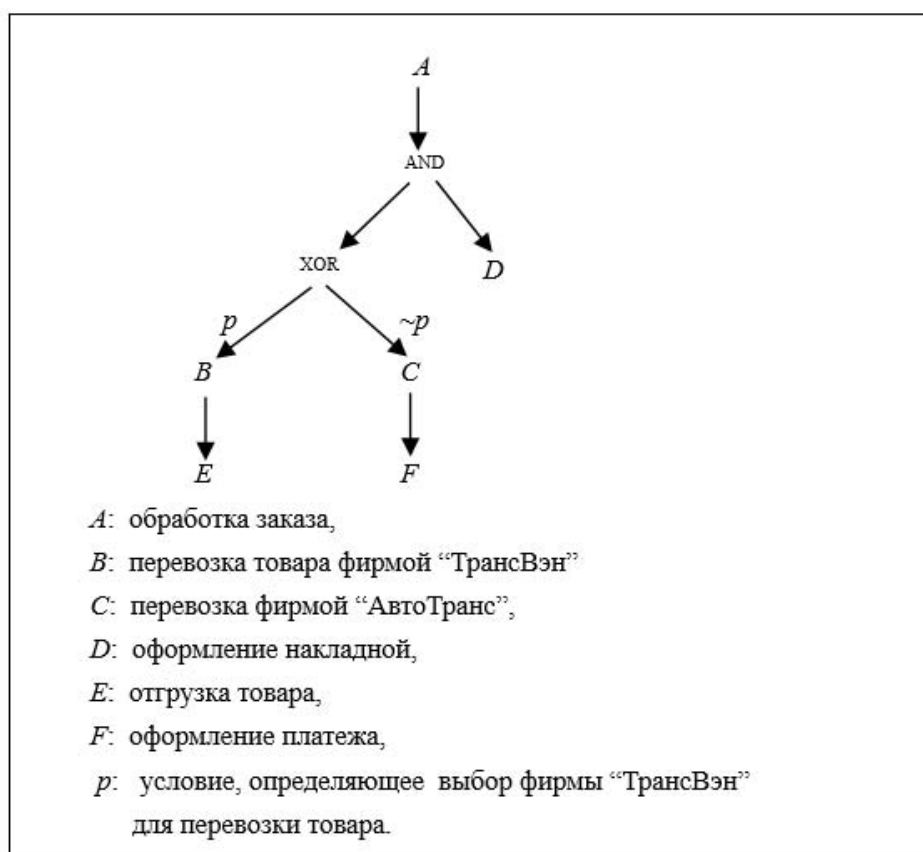 A
AND
XOR
D
p
~p
B
C
E
F
A: обработка заказа,
B: перевозка товара фирмой “ТрансВэн”
C: перевозка фирмой “АвтоТранс”,
D: оформление накладной,
E: отгрузка товара,
F: оформление платежа,
p: условие, определяющее выбор фирмы “ТрансВэн”
для перевозки товара.